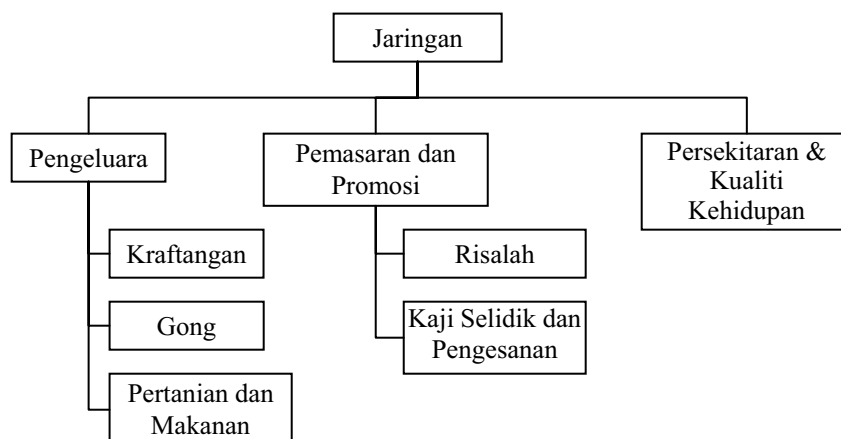 Jaringan
Pengeluara
Pemasaran dan
Promosi
Persekitaran &
Kualiti
Kehidupan
Kraftangan
Risalah
Gong
Kaji Selidik dan
Pengesanan
Pertanian dan
Makanan